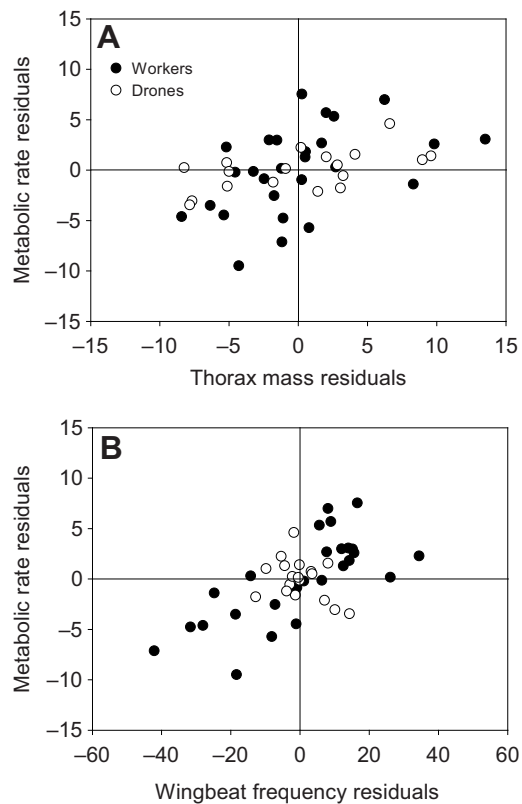 A
Workers
Drones
15
10
5
0
–5
–10
–15
Metabolic rate residuals
–15 –10 –5 0 5 10 15
Thorax mass residuals
B
15
10
5
0
–5
–10
–15
Metabolic rate residuals
–60 –40 –20 0 20 40 60
Wingbeat frequency residuals